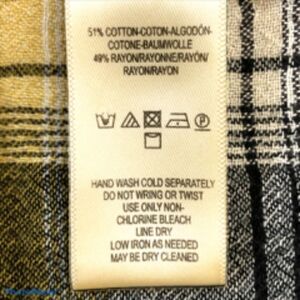 51% COTTON-COTON-ALGODÓN-
COTONE-BAUMWOLLE
49% RAYON/RAYONNE/RAYÓN/
RAYON/RAYON
HAND WASH COLD SEPARATELY
DO NOT WRING OR TWIST
USE ONLY NON-
CHLORINE BLEACH
LINE DRY
LOW IRON AS NEEDED
MAY BE DRY CLEANED